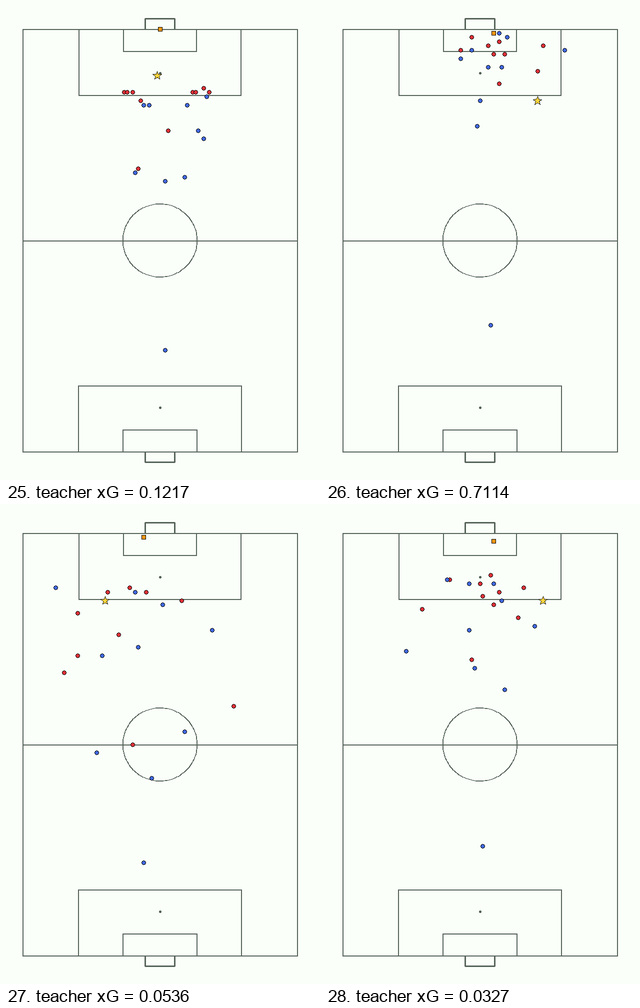 25. teacher xG = 0.1217
26. teacher xG = 0.7114
27. teacher xG = 0.0536
28. teacher xG = 0.0327